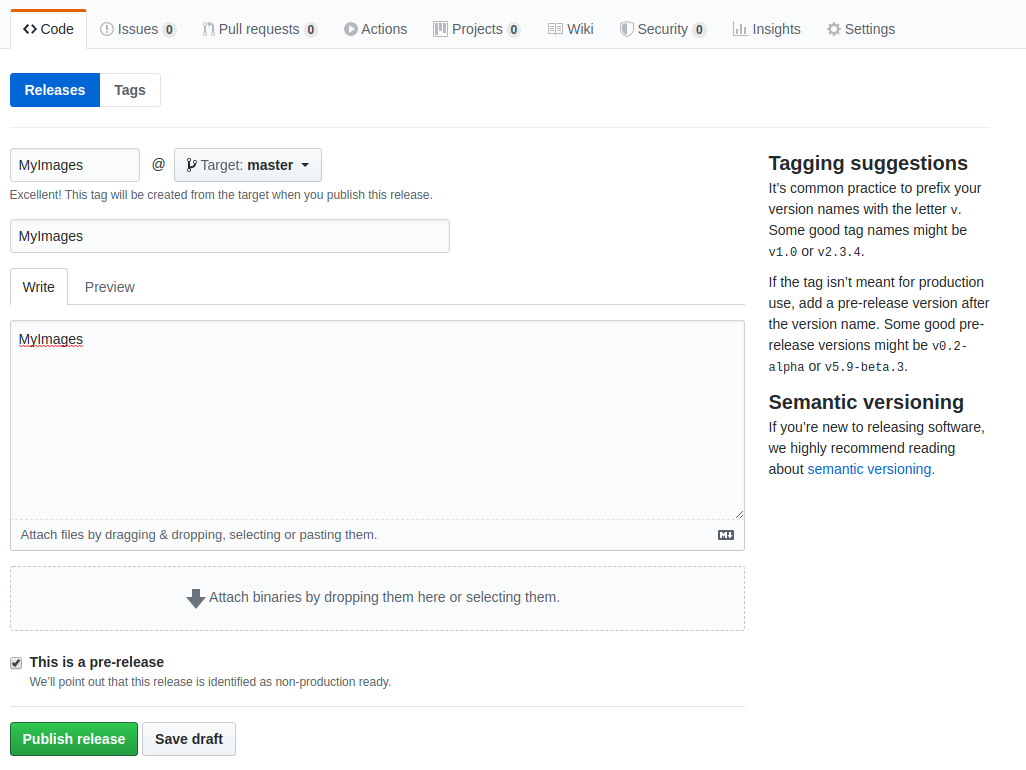 Code Issues 0 Pull requests 0 Actions Projects 0 Wiki Security 0 Insights Settings
Releases Tags
MyImages @ Target: master
Excellent! This tag will be created from the target when you publish this release.
MyImages
Write Preview
MyImages
Attach files by dragging & dropping, selecting or pasting them.
Attach binaries by dropping them here or selecting them.
This is a pre-release
We'll point out that this release is identified as non-production ready.
Publish release Save draft
Tagging suggestions
It's common practice to prefix your
version names with the letter v.
Some good tag names might be
v1.0 or v2.3.4.
If the tag isn't meant for production
use, add a pre-release version after
the version name. Some good pre-
release versions might be v0.2-
alpha or v5.9-beta.3.
Semantic versioning
If you're new to releasing software,
we highly recommend reading
about semantic versioning.